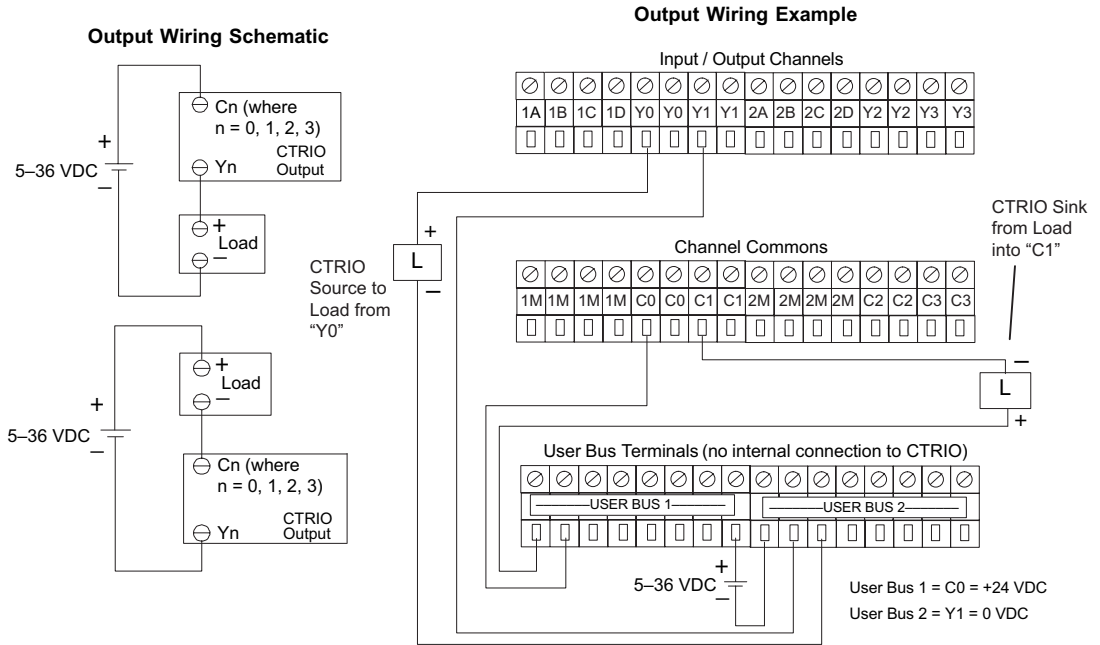 Output Wiring Schematic
+
5–36 VDC
–
Cn (where
n = 0, 1, 2, 3)
CTRIO
Output
Yn
+
Load
–
+
Load
–
+
5–36 VDC
–
Cn (where
n = 0, 1, 2, 3)
CTRIO
Output
Yn
Output Wiring Example
Input / Output Channels
1A 1B 1C 1D Y0 Y0 Y1 Y1 2A 2B 2C 2D Y2 Y2 Y3 Y3
+
L
–
CTRIO
Source to
Load from
“Y0”
Channel Commons
1M 1M 1M 1M C0 C0 C1 C1 2M 2M 2M 2M C2 C2 C3 C3
CTRIO Sink
from Load
into “C1”
–
L
+
User Bus Terminals (no internal connection to CTRIO)
USER BUS 1
USER BUS 2
+
5–36 VDC
–
User Bus 1 = C0 = +24 VDC
User Bus 2 = Y1 = 0 VDC